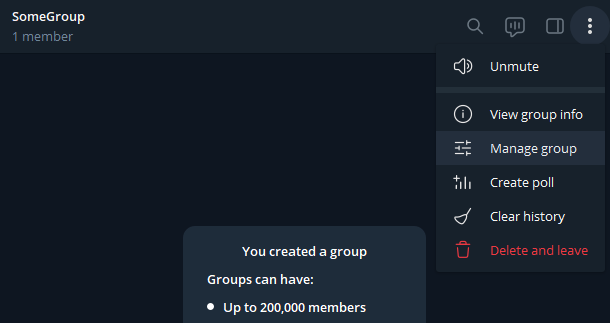 SomeGroup
1 member
Unmute
View group info
Manage group
Create poll
Clear history
Delete and leave
You created a group
Groups can have:
• Up to 200,000 members